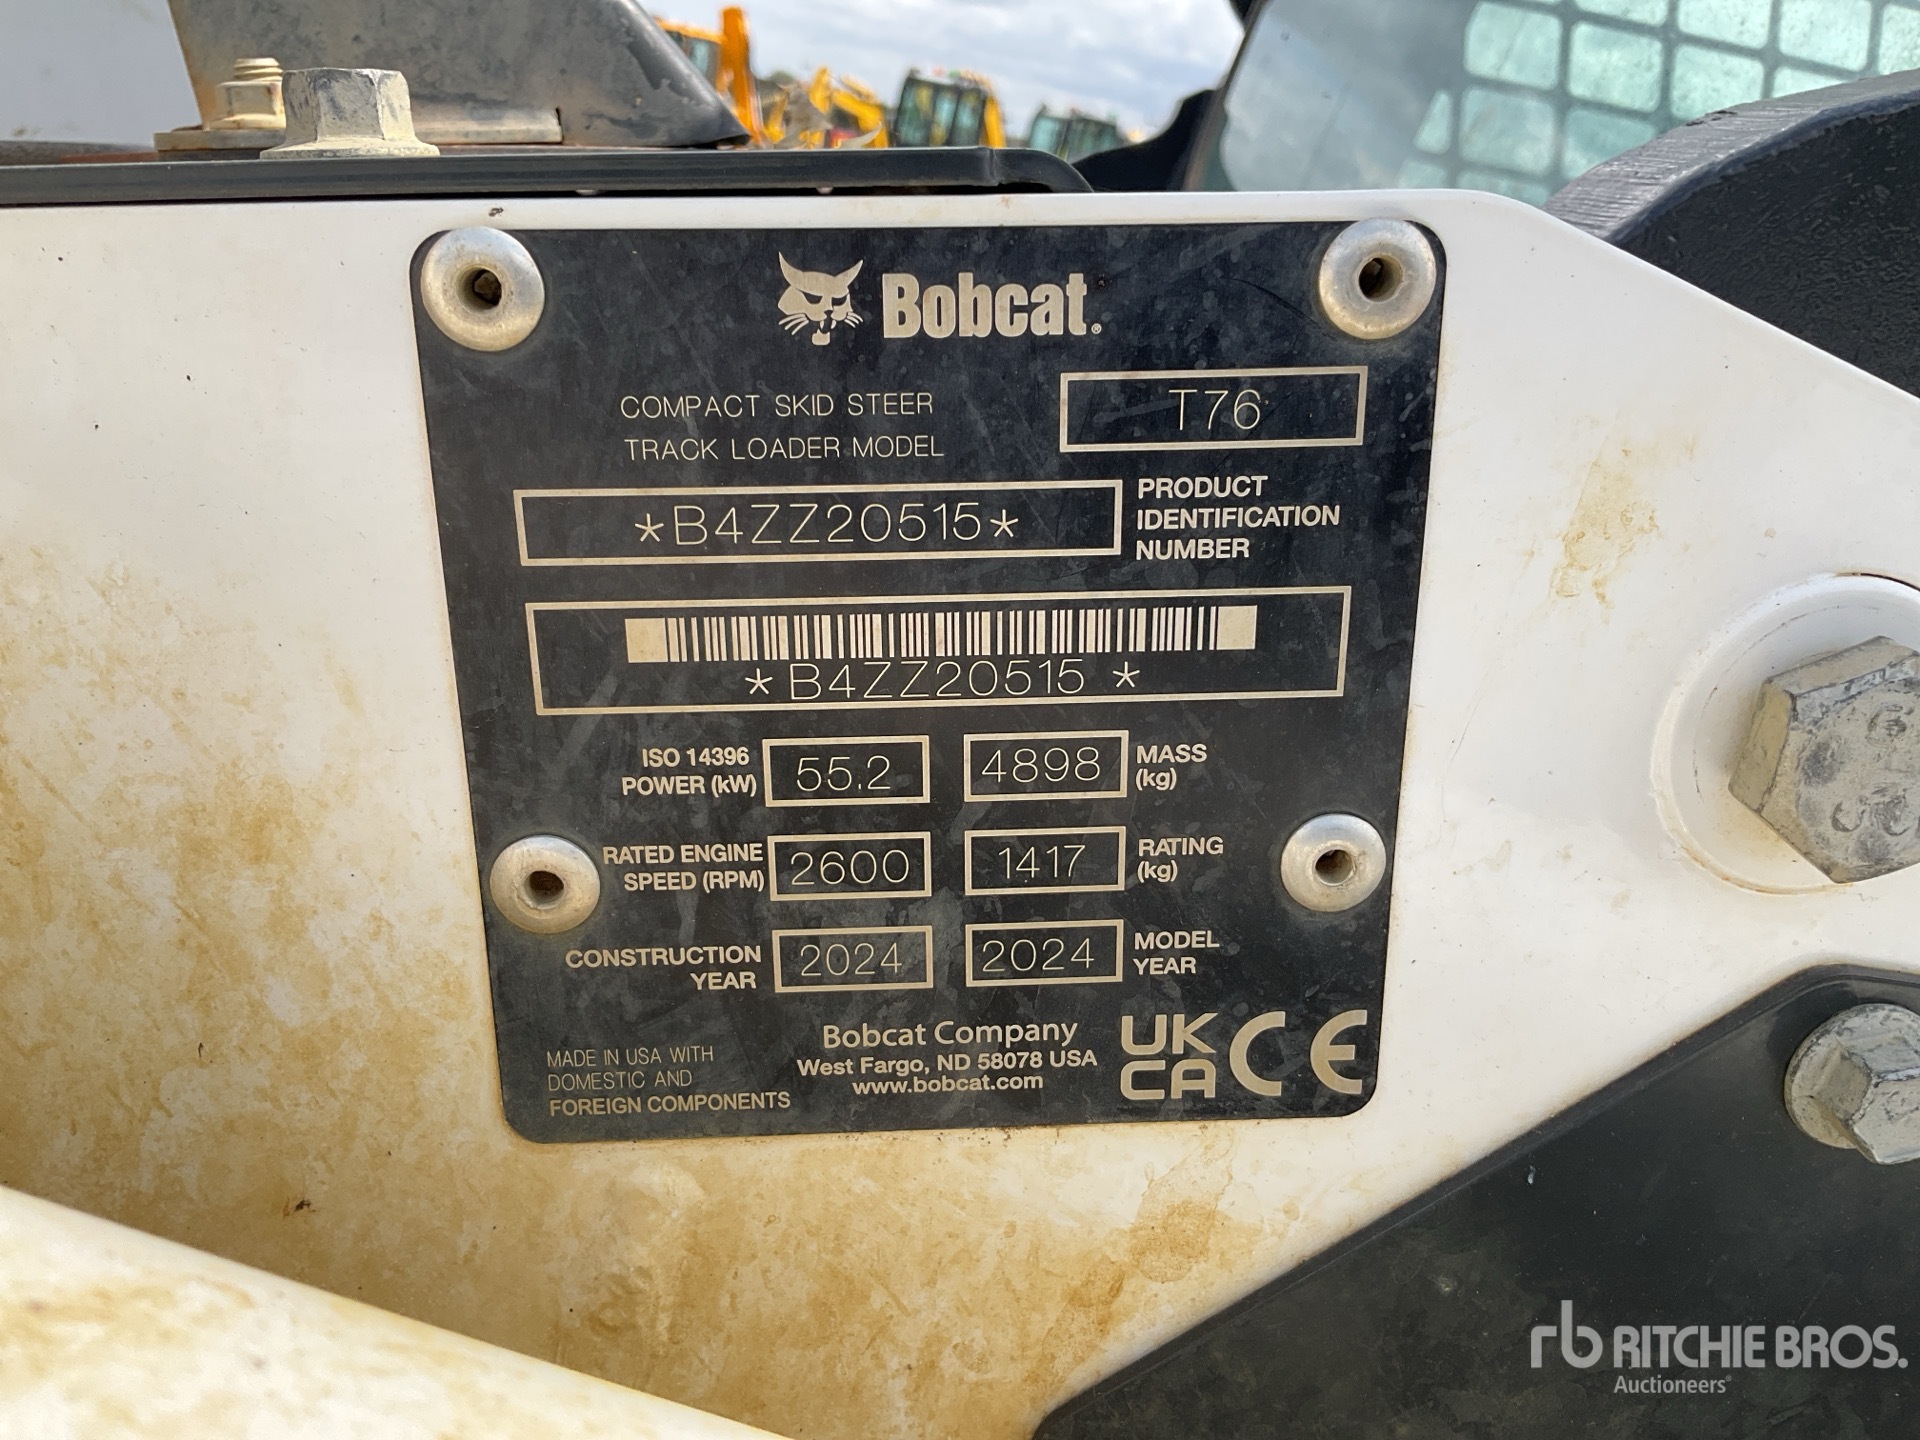 Bobcat®
COMPACT SKID STEER
TRACK LOADER MODEL
T76
*B4ZZ20515*
PRODUCT
IDENTIFICATION
NUMBER
*B4ZZ20515 *
ISO 14396
POWER (kW)
55.2
4898
MASS
(kg)
RATED ENGINE
SPEED (RPM)
2600
1417
RATING
(kg)
CONSTRUCTION
YEAR
2024
2024
MODEL
YEAR
MADE IN USA WITH
DOMESTIC AND
FOREIGN COMPONENTS
Bobcat Company
West Fargo, ND 58078 USA
www.bobcat.com
UK
CA
CE
rb RITCHIE BROS.
Auctioneers